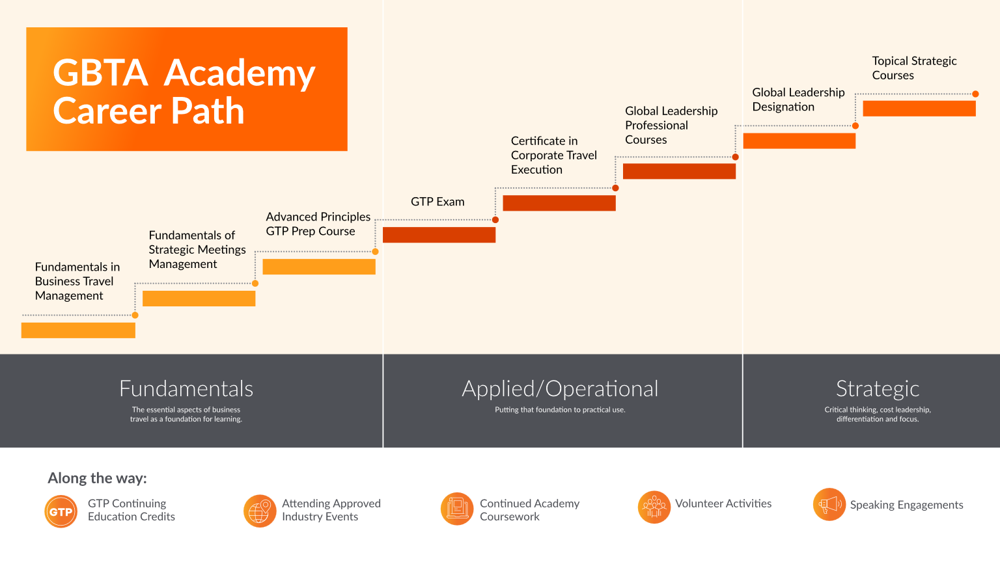 GBTA Academy
Career Path
Fundamentals in
Business Travel
Management
Fundamentals of
Strategic Meetings
Management
Advanced Principles
GTP Prep Course
GTP Exam
Certificate in
Corporate Travel
Execution
Global Leadership
Professional
Courses
Global Leadership
Designation
Topical Strategic
Courses
Fundamentals
The essential aspects of business
travel as a foundation for learning.
Applied/Operational
Putting that foundation to practical use.
Strategic
Critical thinking, cost leadership,
differentiation and focus.
Along the way:
GTP
GTP Continuing
Education Credits
Attending Approved
Industry Events
Continued Academy
Coursework
Volunteer Activities
Speaking Engagements